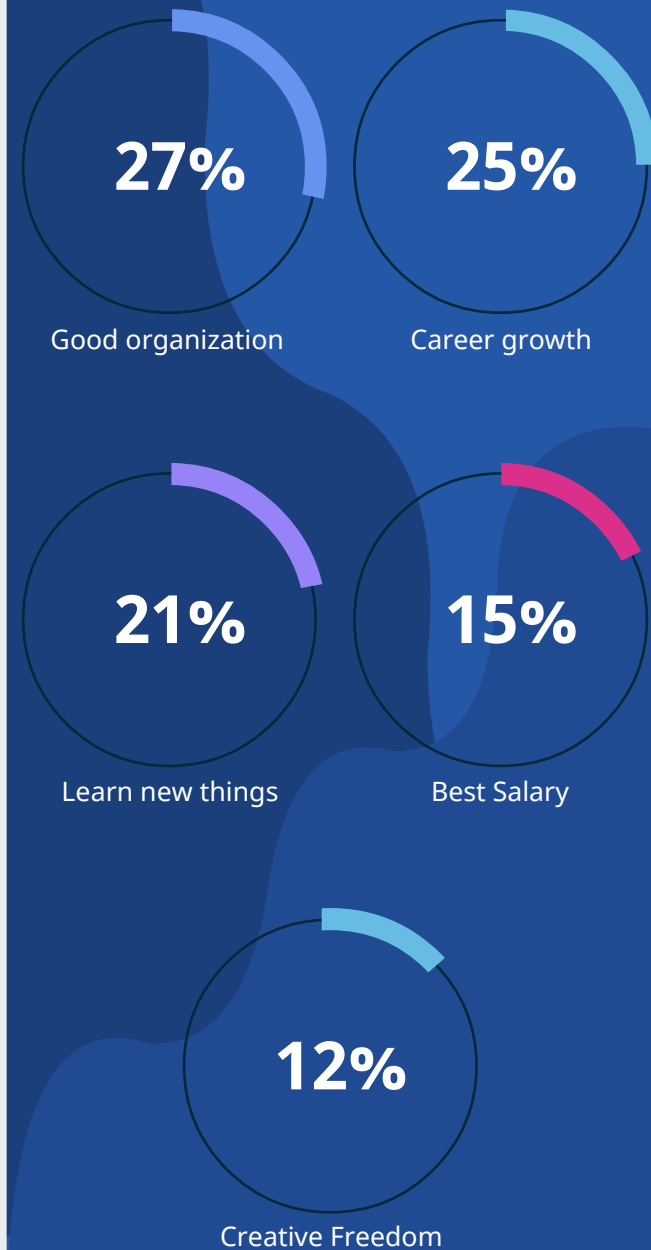 27%
25%
Good organization
Career growth
21%
15%
Learn new things
Best Salary
12%
Creative Freedom